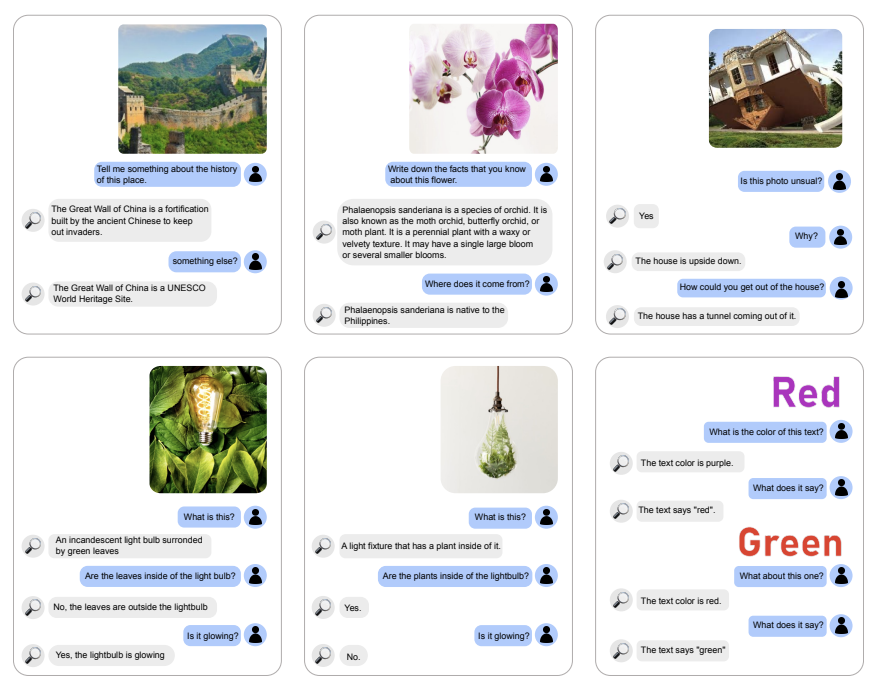 Tell me something about the history
of this place.
The Great Wall of China is a fortification
built by the ancient Chinese to keep
out invaders.
something else?
The Great Wall of China is a UNESCO
World Heritage Site.
Write down the facts that you know
about this flower.
Phalaenopsis sanderiana is a species of orchid. It is
also known as the moth orchid, butterfly orchid, or
moth plant. It is a perennial plant with a waxy or
velvety texture. It may have a single large bloom
or several smaller blooms.
Where does it come from?
Phalaenopsis sanderiana is native to the
Philippines.
Is this photo unsual?
Yes
Why?
The house is upside down.
How could you get out of the house?
The house has a tunnel coming out of it.
What is this?
An incandescent light bulb surronded
by green leaves
Are the leaves inside of the light bulb?
No, the leaves are outside the lightbulb
Is it glowing?
Yes, the lightbulb is glowing
What is this?
A light fixture that has a plant inside of it.
Are the plants inside of the lightbulb?
Yes.
Is it glowing?
No.
Red
What is the color of this text?
The text color is purple.
What does it say?
The text says "red".
Green
What about this one?
The text color is red.
What does it say?
The text says "green"